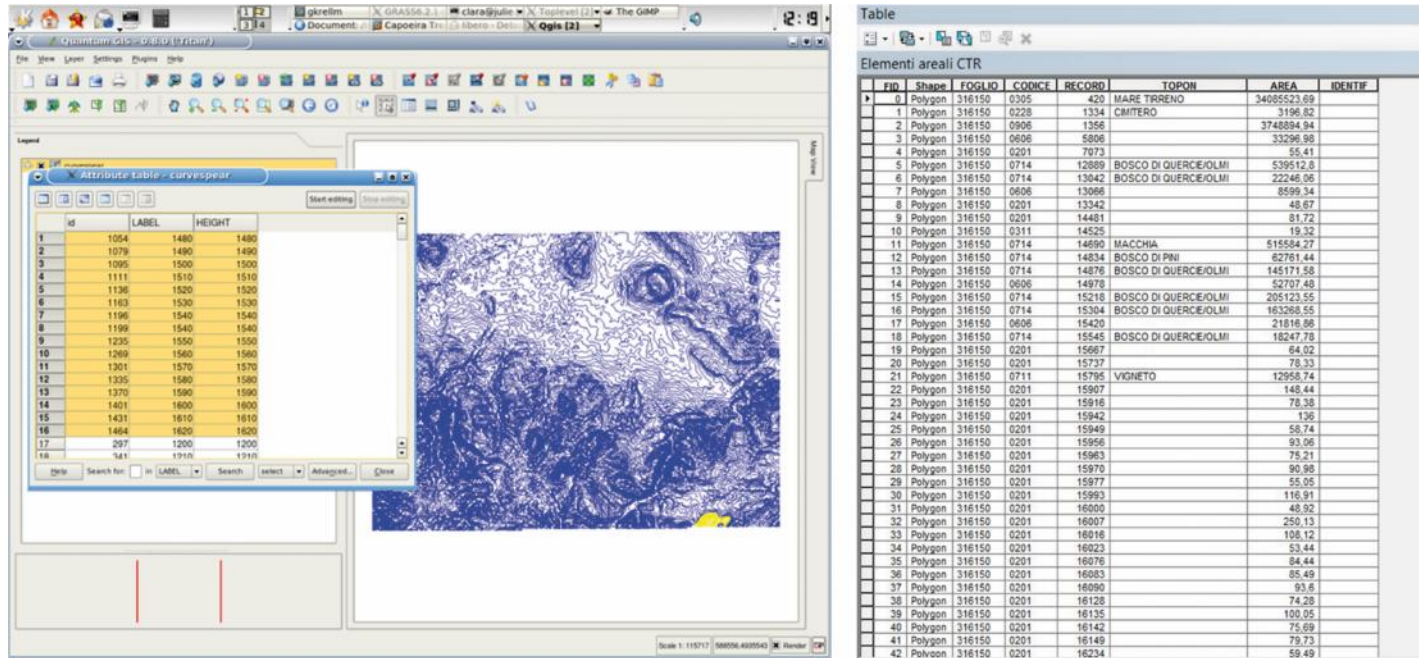 1 2
3 4
gkrellm
X GRASS6.2.1
clara@julie
X Toplevel [2]
The GIMP
Document:
Capoeira Tr
libero - Det
X Qgis [2]
12:19
Quantum GIS - 0.8.0 ('Titan')
File View Layer Settings Plugins Help
Legend
Map View
curvespear
X Attribute table - curvespear
Start editing Stop editing
id LABEL HEIGHT
1 1054 1480 1480
2 1079 1490 1490
3 1095 1500 1500
4 1111 1510 1510
5 1136 1520 1520
6 1163 1530 1530
7 1196 1540 1540
8 1199 1540 1540
9 1235 1550 1550
10 1269 1560 1560
11 1301 1570 1570
12 1335 1580 1580
13 1370 1590 1590
14 1401 1600 1600
15 1431 1610 1610
16 1464 1620 1620
17 297 1200 1200
18 341 1210 1210
Help Search for: in LABEL Search select Advanced... Close
Scale 1: 115717 588556,4935543 Render
Table
Elementi areali CTR
FID Shape FOGLIO CODICE RECORD TOPON AREA IDENTIF
0 Polygon 316150 0305 420 MARE TIRRENO 34085523,69
1 Polygon 316150 0228 1334 CIMITERO 3196,82
2 Polygon 316150 0906 1356 3748894,94
3 Polygon 316150 0606 5806 33296,98
4 Polygon 316150 0201 7073 55,41
5 Polygon 316150 0714 12889 BOSCO DI QUERCIE/OLMI 539512,8
6 Polygon 316150 0714 13042 BOSCO DI QUERCIE/OLMI 22246,06
7 Polygon 316150 0606 13066 8599,34
8 Polygon 316150 0201 13342 48,67
9 Polygon 316150 0201 14481 81,72
10 Polygon 316150 0311 14525 19,32
11 Polygon 316150 0714 14690 MACCHIA 515584,27
12 Polygon 316150 0714 14834 BOSCO DI PINI 62761,44
13 Polygon 316150 0714 14876 BOSCO DI QUERCIE/OLMI 145171,58
14 Polygon 316150 0606 14978 52707,48
15 Polygon 316150 0714 15218 BOSCO DI QUERCIE/OLMI 205123,55
16 Polygon 316150 0714 15304 BOSCO DI QUERCIE/OLMI 163268,55
17 Polygon 316150 0606 15420 21816,86
18 Polygon 316150 0714 15545 BOSCO DI QUERCIE/OLMI 18247,78
19 Polygon 316150 0201 15667 64,02
20 Polygon 316150 0201 15737 78,33
21 Polygon 316150 0711 15795 VIGNETO 12958,74
22 Polygon 316150 0201 15907 148,44
23 Polygon 316150 0201 15916 78,38
24 Polygon 316150 0201 15942 136
25 Polygon 316150 0201 15949 58,74
26 Polygon 316150 0201 15956 93,06
27 Polygon 316150 0201 15963 75,21
28 Polygon 316150 0201 15970 90,98
29 Polygon 316150 0201 15977 55,05
30 Polygon 316150 0201 15993 116,91
31 Polygon 316150 0201 16000 48,92
32 Polygon 316150 0201 16007 250,13
33 Polygon 316150 0201 16016 108,12
34 Polygon 316150 0201 16023 53,44
35 Polygon 316150 0201 16076 84,44
36 Polygon 316150 0201 16083 85,49
37 Polygon 316150 0201 16090 93,6
38 Polygon 316150 0201 16128 74,28
39 Polygon 316150 0201 16135 100,05
40 Polygon 316150 0201 16142 75,69
41 Polygon 316150 0201 16149 79,73
42 Polygon 316150 0201 16234 59,49